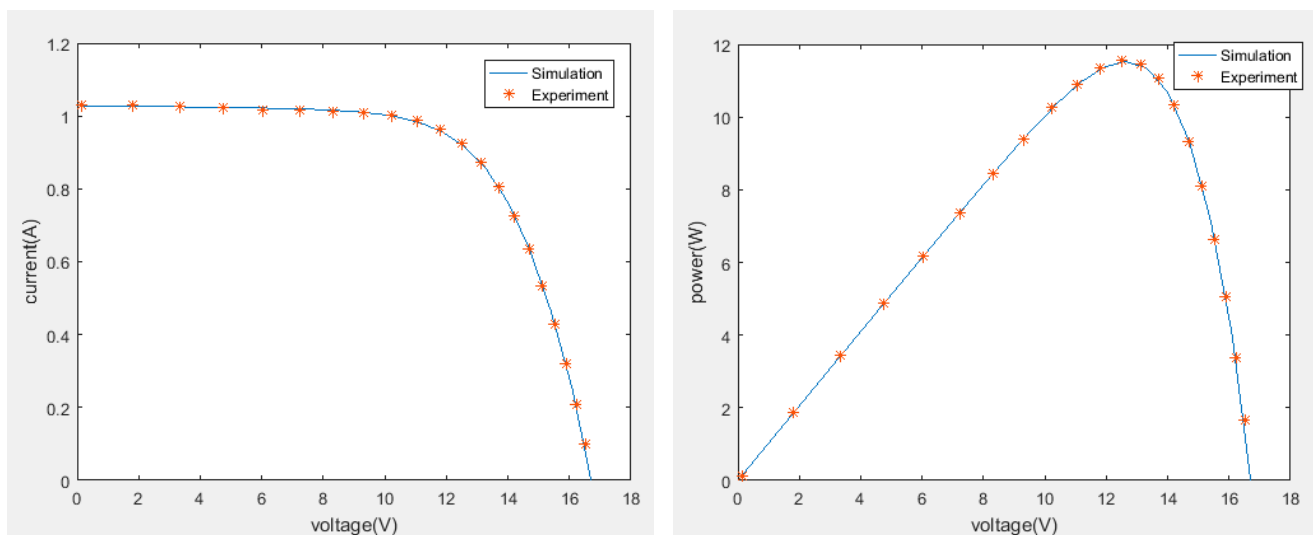 1.2
1
0.8
0.6
0.4
0.2
0
current(A)
0 2 4 6 8 10 12 14 16 18
voltage(V)
Simulation
Experiment
12
10
8
6
4
2
0
power(W)
0 2 4 6 8 10 12 14 16 18
voltage(V)
Simulation
Experiment